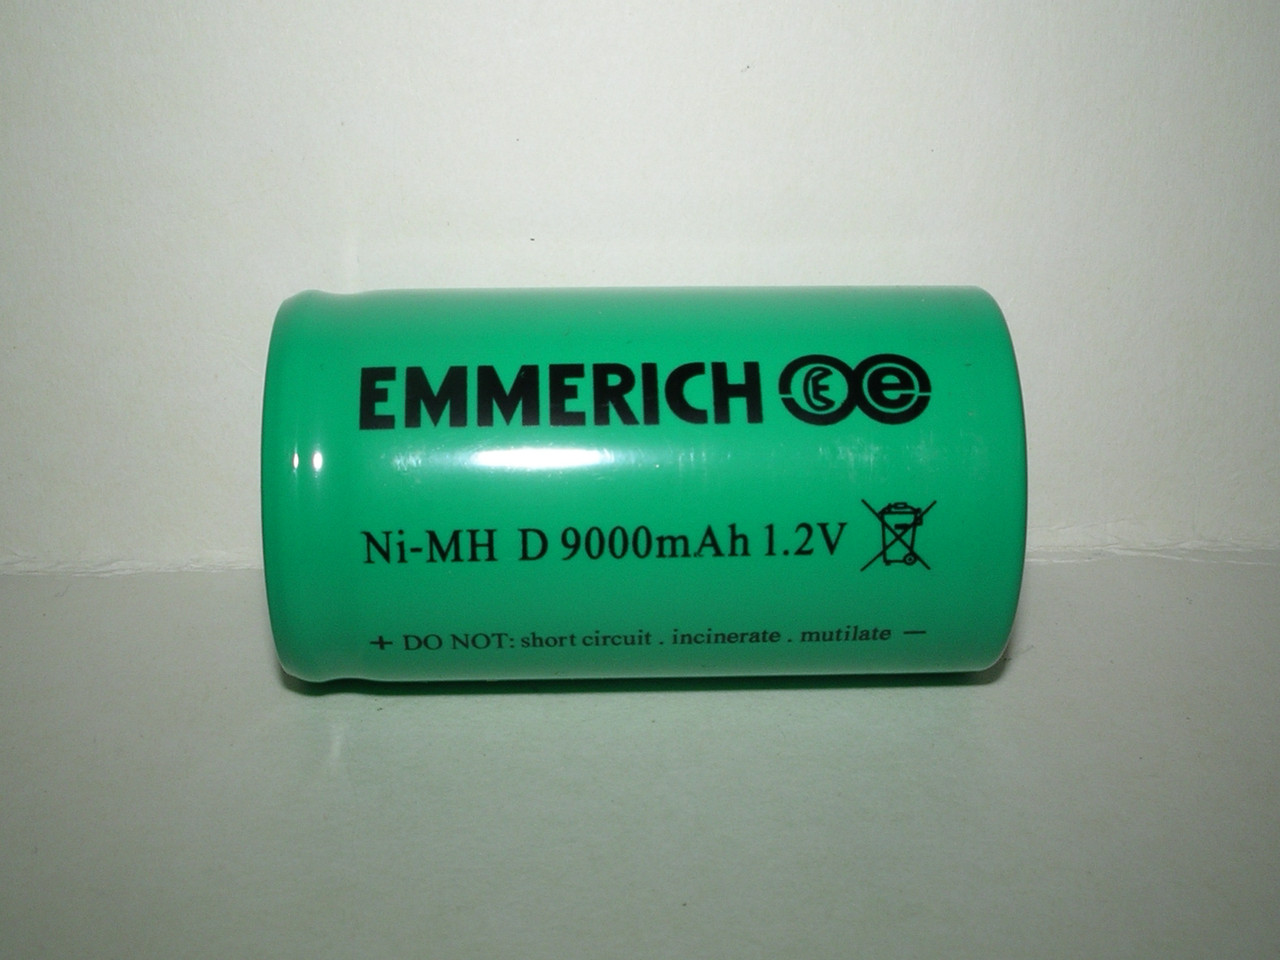 EMMERICH
Ni-MH D 9000mAh 1.2V
+ DO NOT: short circuit . incinerate . mutilate −